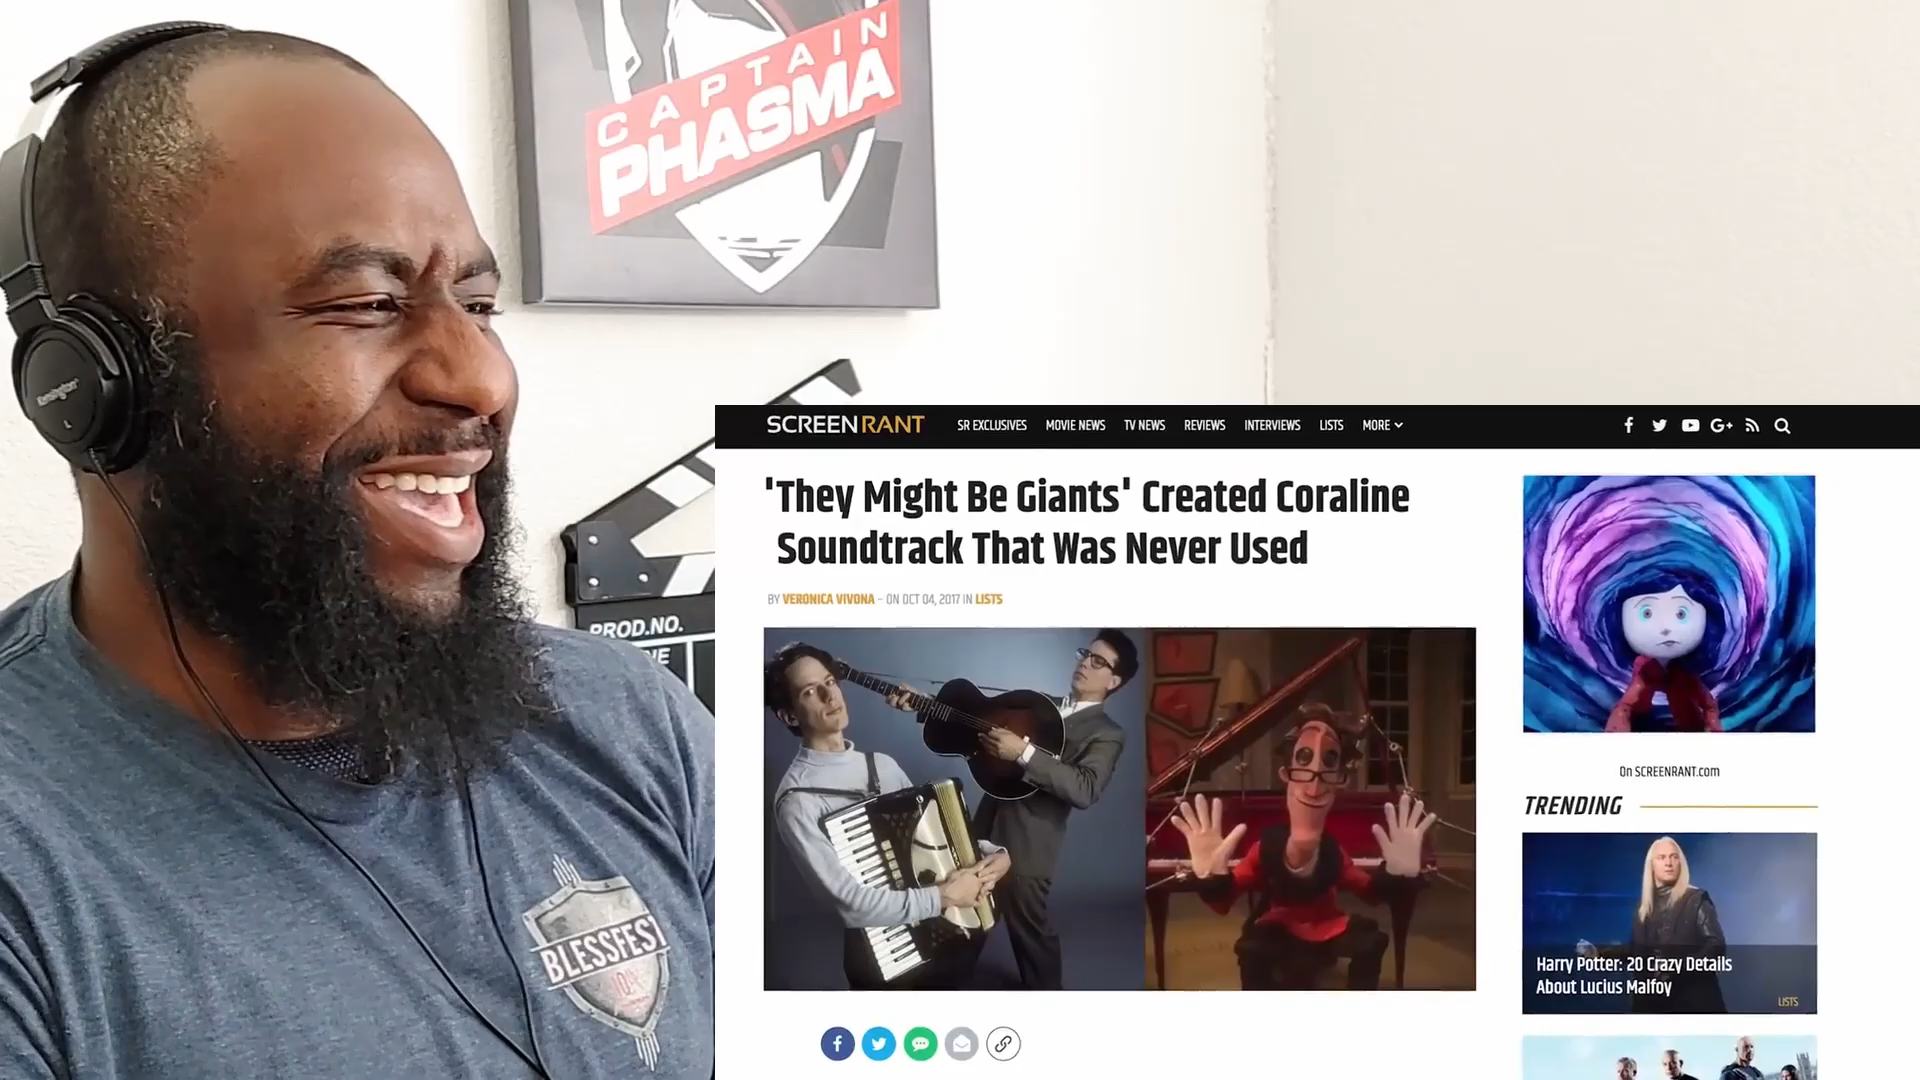 CAPTAIN
PHASMA
Kensington
L
PROD.NO.
NE
BLESSFEST
SCREENRANT SR EXCLUSIVES MOVIE NEWS TV NEWS REVIEWS INTERVIEWS LISTS MORE
'They Might Be Giants' Created Coraline
Soundtrack That Was Never Used
BY VERONICA VIVONA – ON OCT 04, 2017 IN LISTS
On SCREENRANT.com
TRENDING
Harry Potter: 20 Crazy Details
About Lucius Malfoy
LISTS